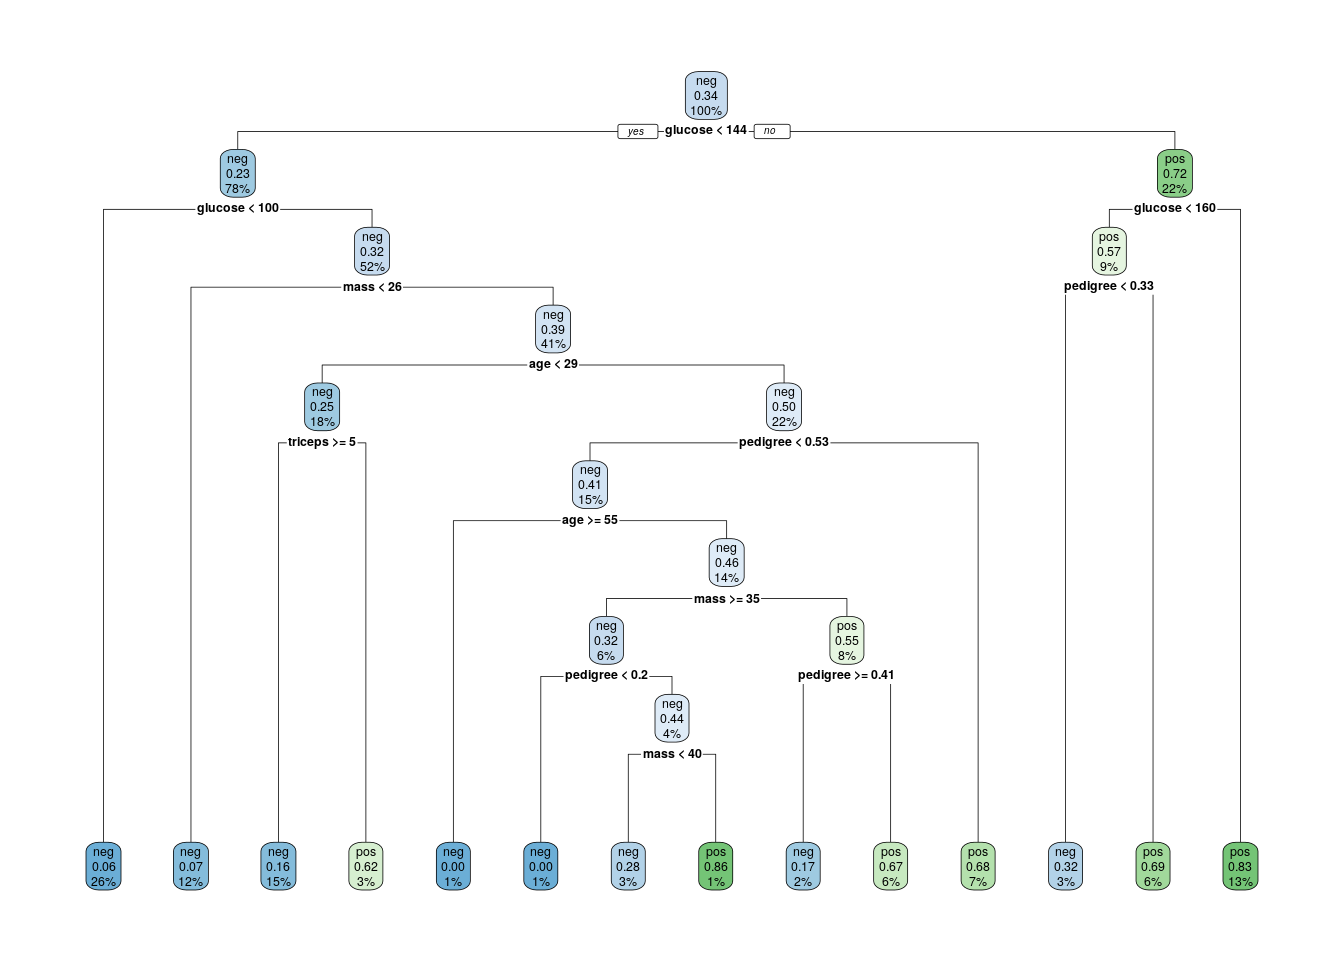 neg
0.34
100%
yes glucose < 144 no
neg
0.23
78%
pos
0.72
22%
glucose < 100
glucose < 160
neg
0.32
52%
pos
0.57
9%
mass < 26
pedigree < 0.33
neg
0.39
41%
age < 29
neg
0.25
18%
neg
0.50
22%
triceps >= 5
pedigree < 0.53
neg
0.41
15%
age >= 55
neg
0.46
14%
mass >= 35
neg
0.32
6%
pos
0.55
8%
pedigree < 0.2
pedigree >= 0.41
neg
0.44
4%
mass < 40
neg
0.06
26%
neg
0.07
12%
neg
0.16
15%
pos
0.62
3%
neg
0.00
1%
neg
0.00
1%
neg
0.28
3%
pos
0.86
1%
neg
0.17
2%
pos
0.67
6%
pos
0.68
7%
neg
0.32
3%
pos
0.69
6%
pos
0.83
13%